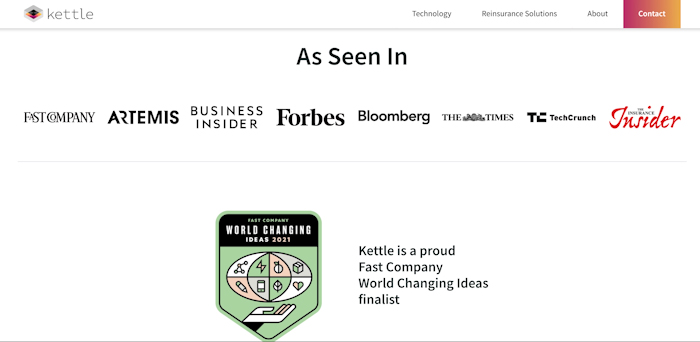 kettle
Technology
Reinsurance Solutions
About
Contact
As Seen In
FAST COMPANY
ARTEMIS
BUSINESS
INSIDER
Forbes
Bloomberg
THE TIMES
TechCrunch
THE
INSURANCE
Insider
FAST COMPANY
WORLD CHANGING
IDEAS 2021
Kettle is a proud
Fast Company
World Changing Ideas
finalist